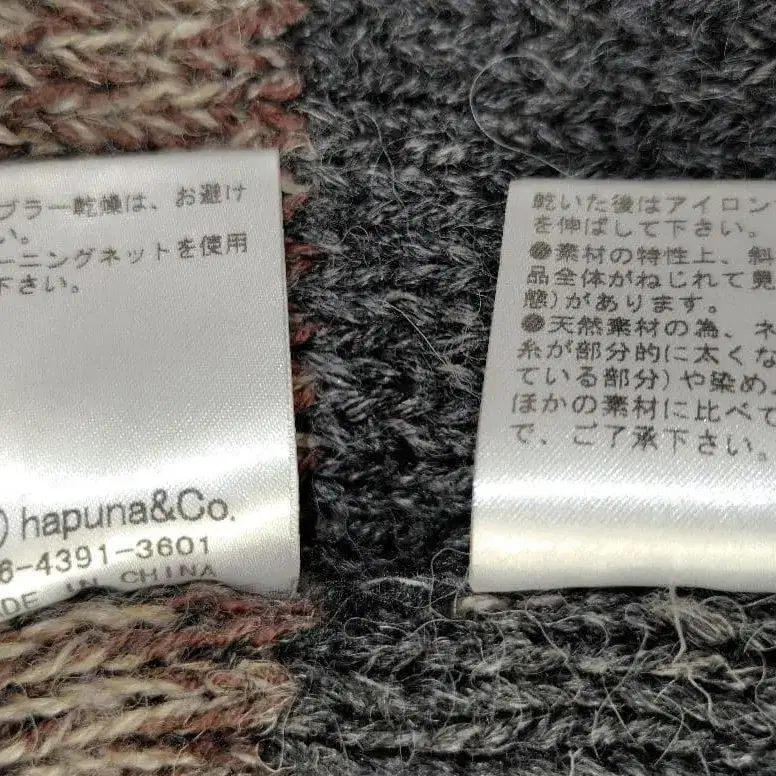 ブラー乾燥は、お避け
い。
ーニングネットを使用
下さい。
hapuna&Co.
6-4391-3601
ADE IN CHINA
乾いた後はアイロン
を伸ばして下さい。
●素材の特性上、斜
品全体がねじれて見
感)があります。
●天然素材の為、ネ
糸が部分的に太くな
ている部分)や染め
ほかの素材に比べて
で、ご了承下さい。